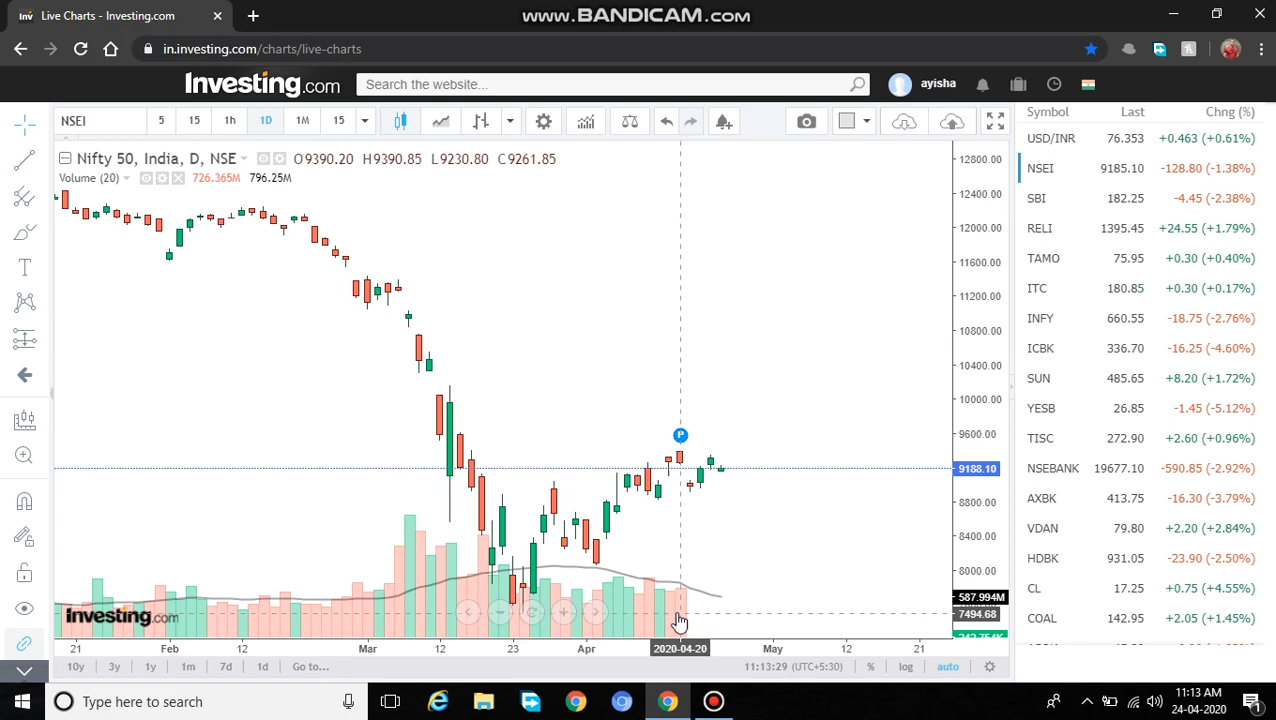 Live Charts
www.BANDICAM.com
in.investing.com/charts/live-charts
Investing.com
Search the website...
ayisha
NSEI 5 15 1h 1D 1M 15
Symbol Last Chng (%)
USD/INR 76.353 +0.463 (+0.61%)
NSEI 9185.10 -128.80 (-1.38%)
SBI 182.25 -4.45 (-2.38%)
RELI 1395.45 +24.55 (+1.79%)
TAMO 75.95 +0.30 (+0.40%)
ITC 180.85 +0.30 (+0.17%)
INFY 660.55 -18.75 (-2.76%)
ICBK 336.70 -16.25 (-4.60%)
SUN 485.65 +8.20 (+1.72%)
YESB 26.85 -1.45 (-5.12%)
TISC 272.90 +2.60 (+0.96%)
NSEBANK 19677.10 -590.85 (-2.92%)
AXBK 413.75 -16.30 (-3.79%)
VDAN 79.80 +2.20 (+2.84%)
HDBK 931.05 -23.90 (-2.50%)
CL 17.25 +0.75 (+4.55%)
COAL 142.95 +2.05 (+1.45%)
Nifty 50, India, D, NSE O9390.20 H9390.85 L9230.80 C9261.85
Volume (20) 726.365M 796.25M
12800.00
12400.00
12000.00
11600.00
11200.00
10800.00
10400.00
10000.00
9600.00
9188.10
8800.00
8400.00
8000.00
587.994M
7494.68
P
Investing.com
21 Feb 12 Mar 12 23 Apr 2020-04-20 May 12 21
10y 3y 1y 1m 7d 1d Go to... 11:13:29 (UTC+5:30) % log auto
Type here to search
11:13 AM
24-04-2020
1